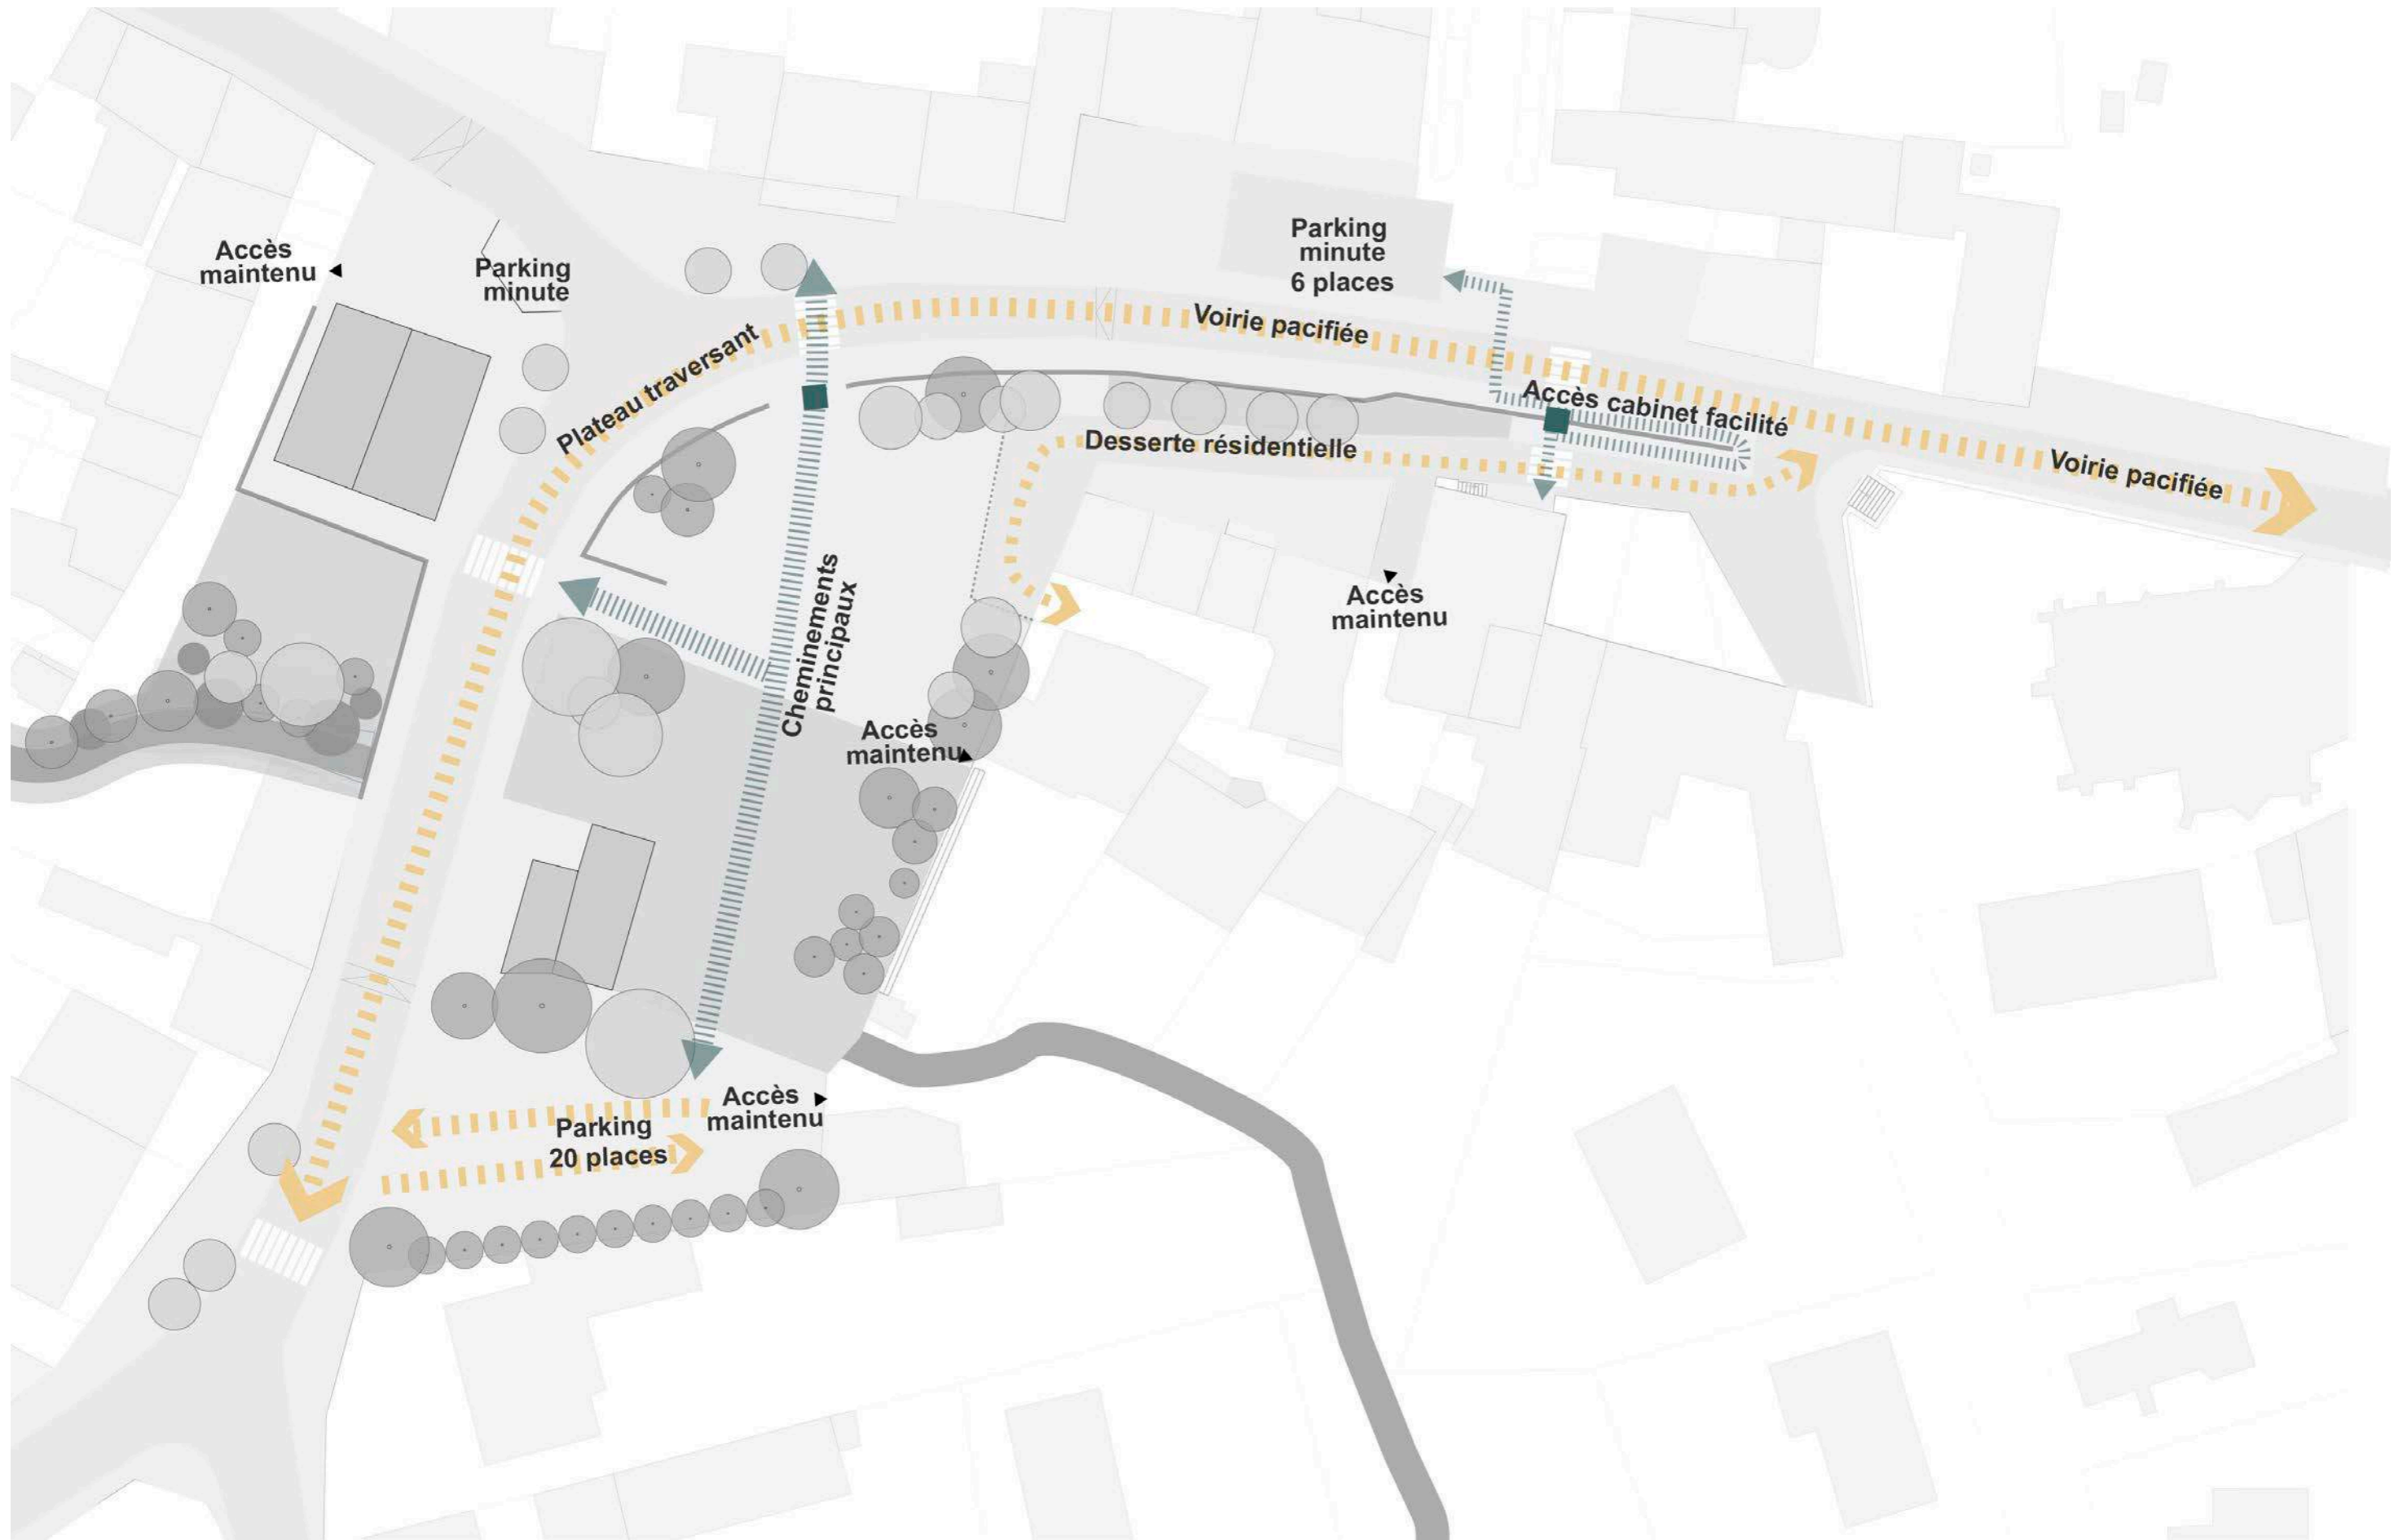 Accès
maintenu
Parking
minute
Parking
minute
6 places
Plateau traversant
Voirie pacifiée
Accès cabinet facilité
Desserte résidentielle
Voirie pacifiée
Cheminements
principaux
Accès
maintenu
Accès
maintenu
Accès
maintenu
Parking
20 places